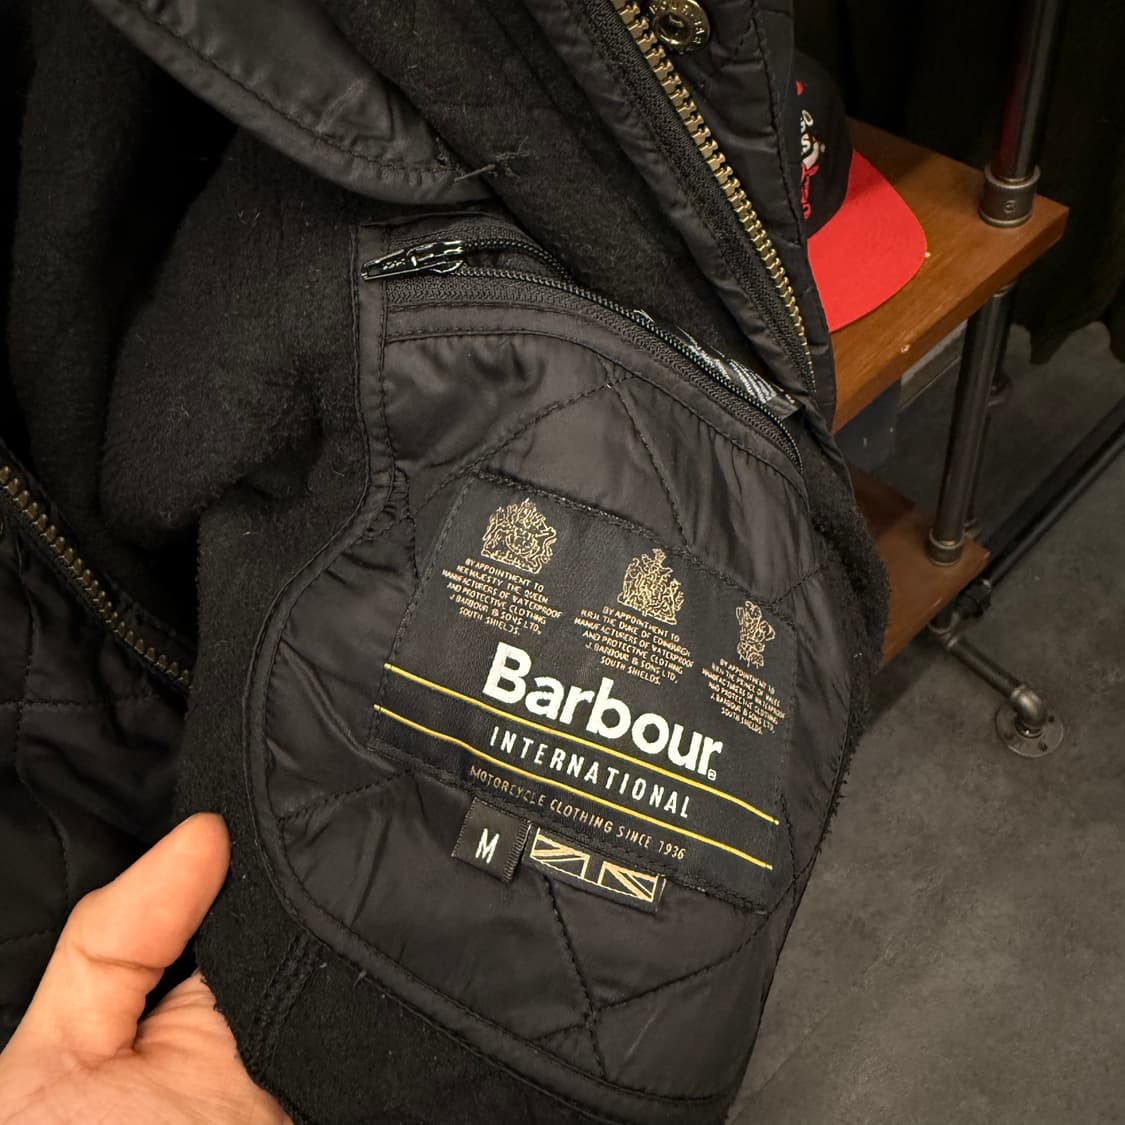 BY APPOINTMENT TO
HER MAJESTY THE QUEEN
MANUFACTURERS OF WATERPROOF
AND PROTECTIVE CLOTHING
J.BARBOUR & SONS LTD,
SOUTH SHIELDS.
BY APPOINTMENT TO
H.R.H. THE DUKE OF EDINBURGH
MANUFACTURERS OF WATERPROOF
AND PROTECTIVE CLOTHING
J. BARBOUR & SONS LTD,
SOUTH SHIELDS.
BY APPOINTMENT TO
H.R.H. THE PRINCE OF WALES
MANUFACTURERS OF WATERPROOF
AND PROTECTIVE CLOTHING
J.BARBOUR & SONS LTD,
SOUTH SHIELDS.
Barbour
INTERNATIONAL
MOTORCYCLE CLOTHING SINCE 1936
M